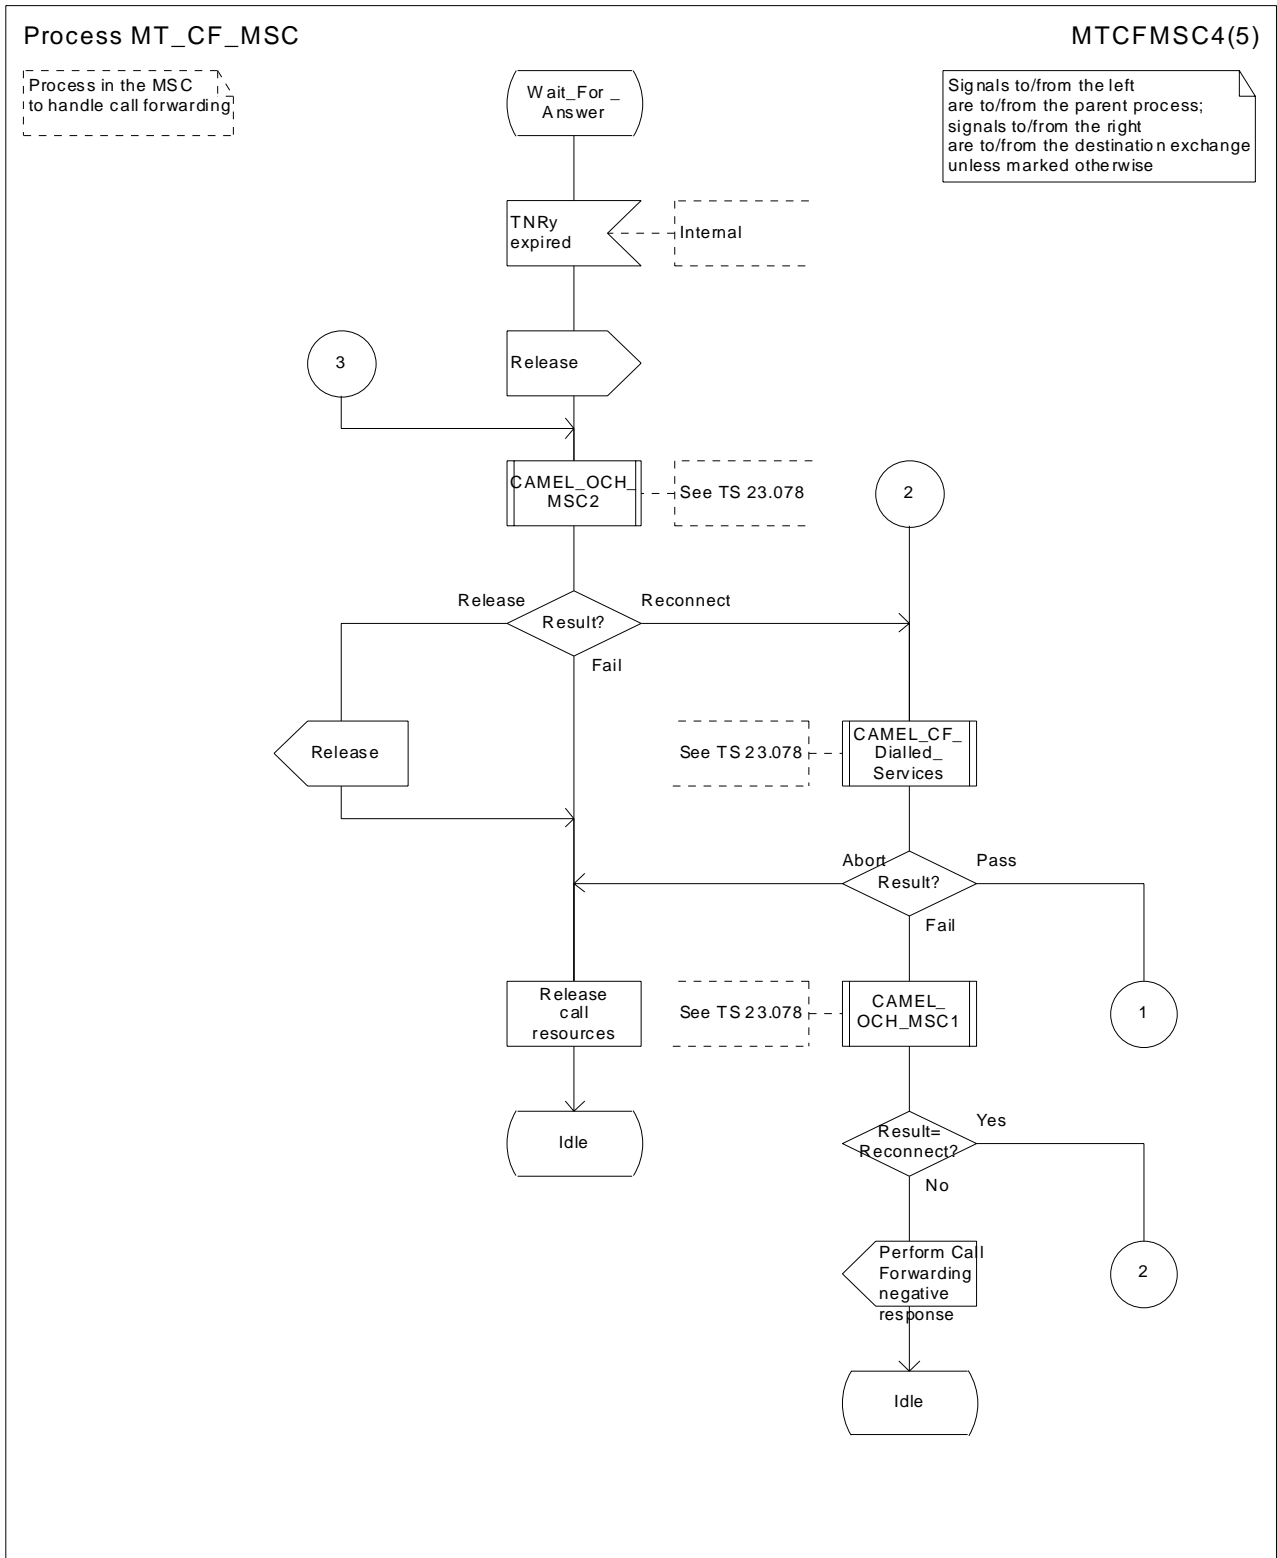 Process MT_CF_MSC
MTCFMSC4(5)
Process in the MSC
to handle call forwarding
Signals to/from the left
are to/from the parent process;
signals to/from the right
are to/from the destination exchange
unless marked otherwise
Wait_For_
Answer
TNRy
expired
Internal
3
Release
CAMEL_OCH_
MSC2
See TS 23.078
2
Release
Result?
Reconnect
Fail
Release
See TS 23.078
CAMEL_CF_
Dialled_
Services
Abort
Result?
Pass
Fail
Release
call
resources
See TS 23.078
CAMEL_
OCH_MSC1
1
Idle
Result=
Reconnect?
Yes
No
Perform Call
Forwarding
negative
response
2
Idle